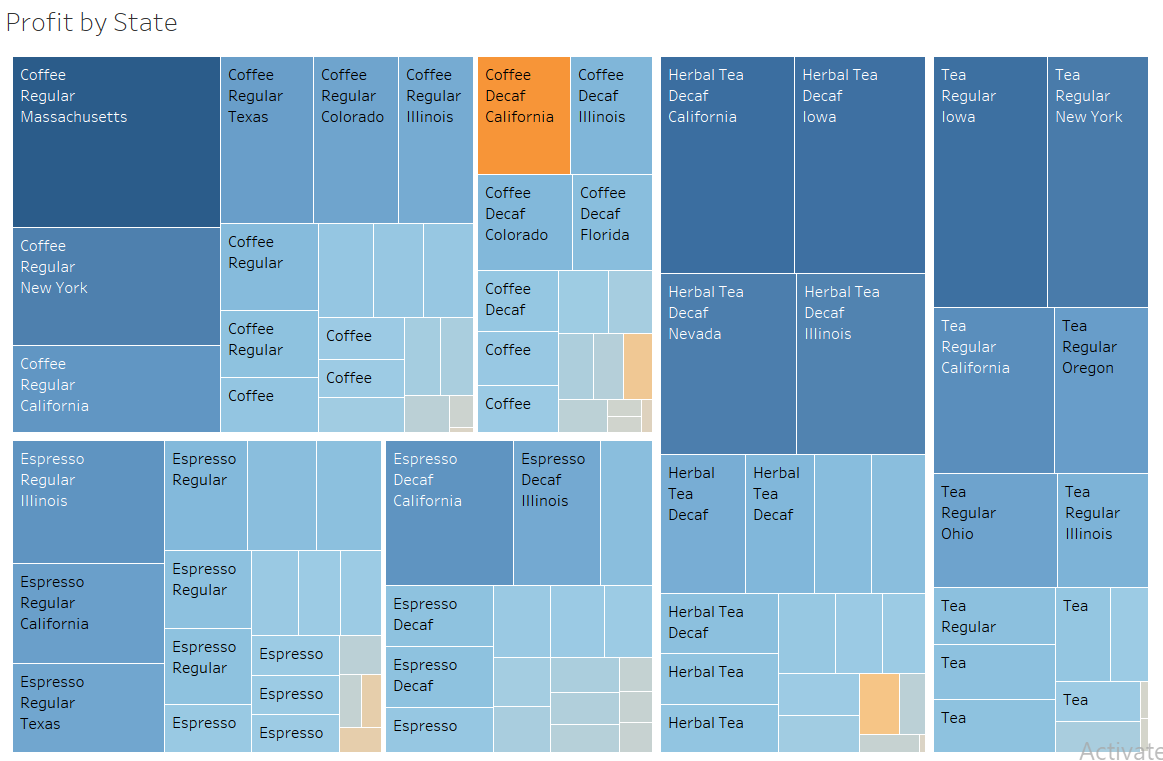 Profit by State
Coffee
Regular
Massachusetts
Coffee
Regular
New York
Coffee
Regular
California
Coffee
Regular
Texas
Coffee
Regular
Colorado
Coffee
Regular
Illinois
Coffee
Regular
Coffee
Regular
Coffee
Coffee
Coffee
Coffee
Decaf
California
Coffee
Decaf
Illinois
Coffee
Decaf
Colorado
Coffee
Decaf
Florida
Coffee
Decaf
Coffee
Coffee
Espresso
Regular
Illinois
Espresso
Regular
California
Espresso
Regular
Texas
Espresso
Regular
Espresso
Regular
Espresso
Regular
Espresso
Espresso
Espresso
Espresso
Espresso
Decaf
California
Espresso
Decaf
Illinois
Espresso
Decaf
Espresso
Decaf
Espresso
Herbal Tea
Decaf
California
Herbal Tea
Decaf
Iowa
Herbal Tea
Decaf
Nevada
Herbal Tea
Decaf
Illinois
Herbal
Tea
Decaf
Herbal
Tea
Decaf
Herbal Tea
Decaf
Herbal Tea
Herbal Tea
Tea
Regular
Iowa
Tea
Regular
New York
Tea
Regular
California
Tea
Regular
Oregon
Tea
Regular
Ohio
Tea
Regular
Illinois
Tea
Regular
Tea
Tea
Tea
Tea
Activate